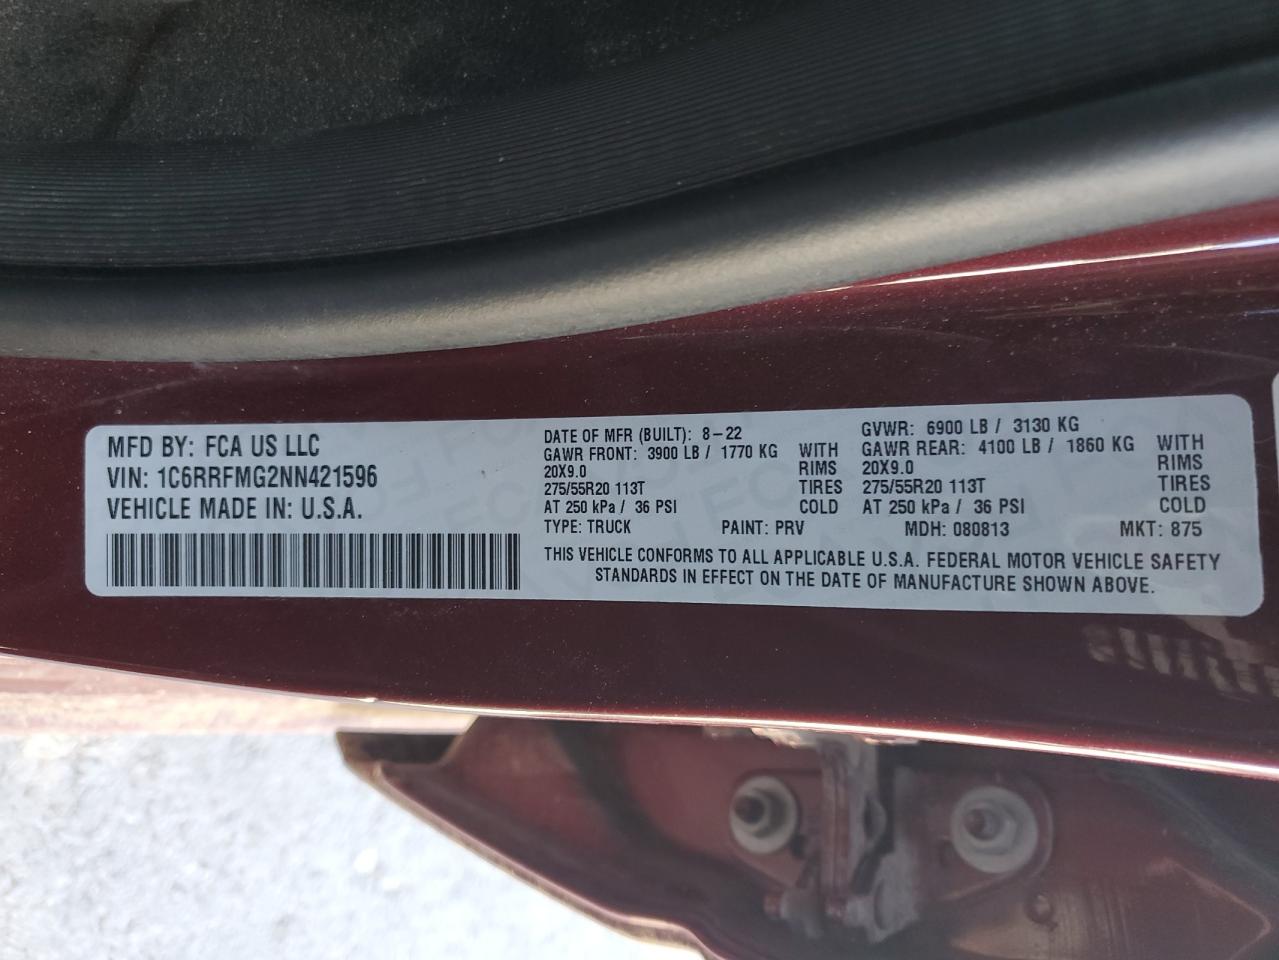 MFD BY: FCA US LLC
VIN: 1C6RRFMG2NN421596
VEHICLE MADE IN: U.S.A.
DATE OF MFR (BUILT): 8-22
GAWR FRONT: 3900 LB / 1770 KG WITH
20X9.0 RIMS
275/55R20 113T TIRES
AT 250 kPa / 36 PSI COLD
GVWR: 6900 LB / 3130 KG
GAWR REAR: 4100 LB / 1860 KG WITH
20X9.0 RIMS
275/55R20 113T TIRES
AT 250 kPa / 36 PSI COLD
TYPE: TRUCK PAINT: PRV MDH: 080813 MKT: 875
THIS VEHICLE CONFORMS TO ALL APPLICABLE U.S.A. FEDERAL MOTOR VEHICLE SAFETY
STANDARDS IN EFFECT ON THE DATE OF MANUFACTURE SHOWN ABOVE.